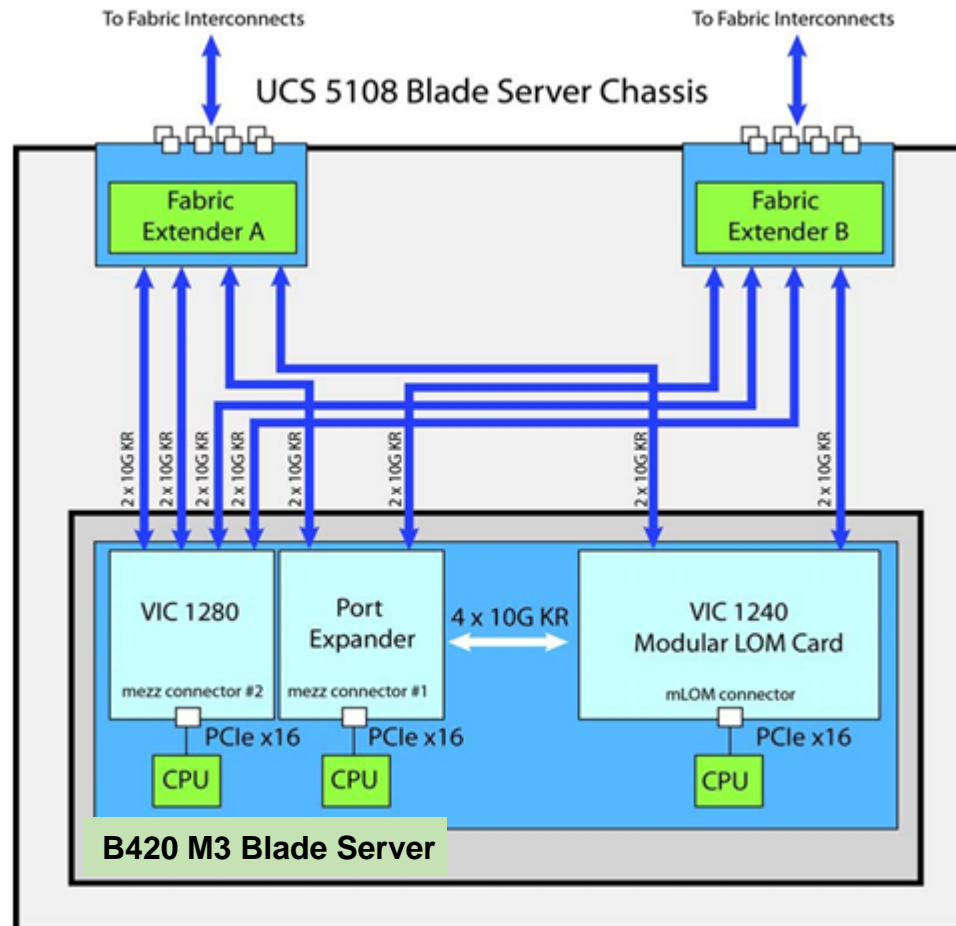 To Fabric Interconnects
To Fabric Interconnects
UCS 5108 Blade Server Chassis
Fabric
Extender A
Fabric
Extender B
2 x 10G KR
2 x 10G KR
2 x 10G KR
2 x 10G KR
2 x 10G KR
2 x 10G KR
2 x 10G KR
2 x 10G KR
VIC 1280
mezz connector #2
Port
Expander
mezz connector #1
4 x 10G KR
VIC 1240
Modular LOM Card
mLOM connector
PCIe x16
PCIe x16
PCIe x16
CPU
CPU
CPU
B420 M3 Blade Server